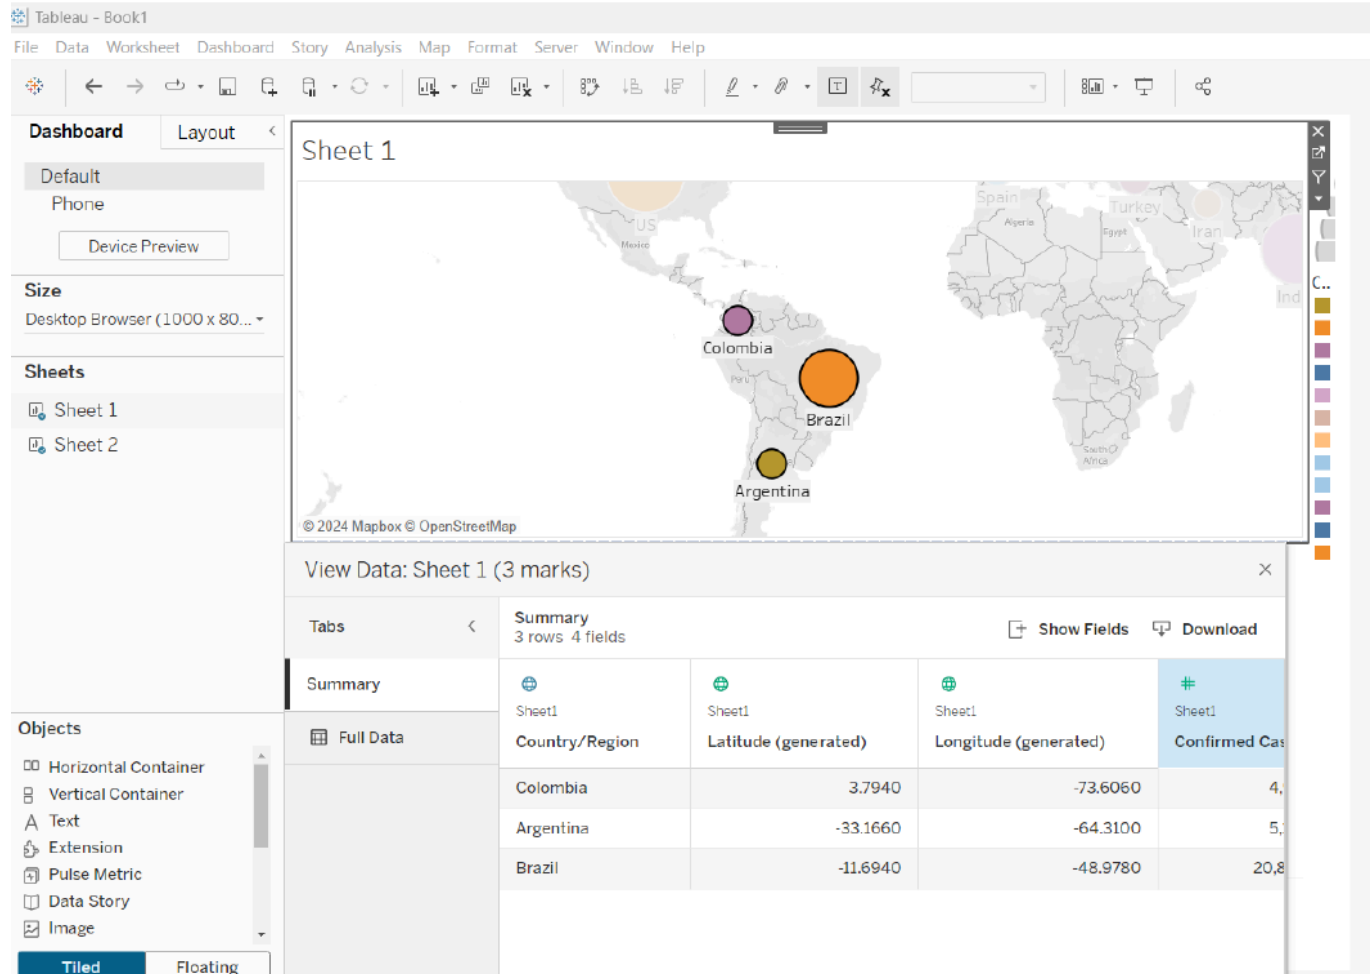 Tableau - Book1
File Data Worksheet Dashboard Story Analysis Map Format Server Window Help
Dashboard Layout
Default
Phone
Device Preview
Size
Desktop Browser (1000 x 80...
Sheets
Sheet 1
Sheet 2
Objects
Horizontal Container
Vertical Container
Text
Extension
Pulse Metric
Data Story
Image
Tiled Floating
Sheet 1
US
Mexico
Spain
Algeria
Turkey
Egypt
Iran
Ind
Colombia
Peru
Brazil
South
Africa
Argentina
© 2024 Mapbox © OpenStreetMap
C..
View Data: Sheet 1 (3 marks)
Tabs
Summary
Full Data
Summary
3 rows 4 fields
Show Fields Download
Sheet1 Sheet1 Sheet1 Sheet1
Country/Region Latitude (generated) Longitude (generated) Confirmed Cas
Colombia 3.7940 -73.6060 4,
Argentina -33.1660 -64.3100 5,
Brazil -11.6940 -48.9780 20,8